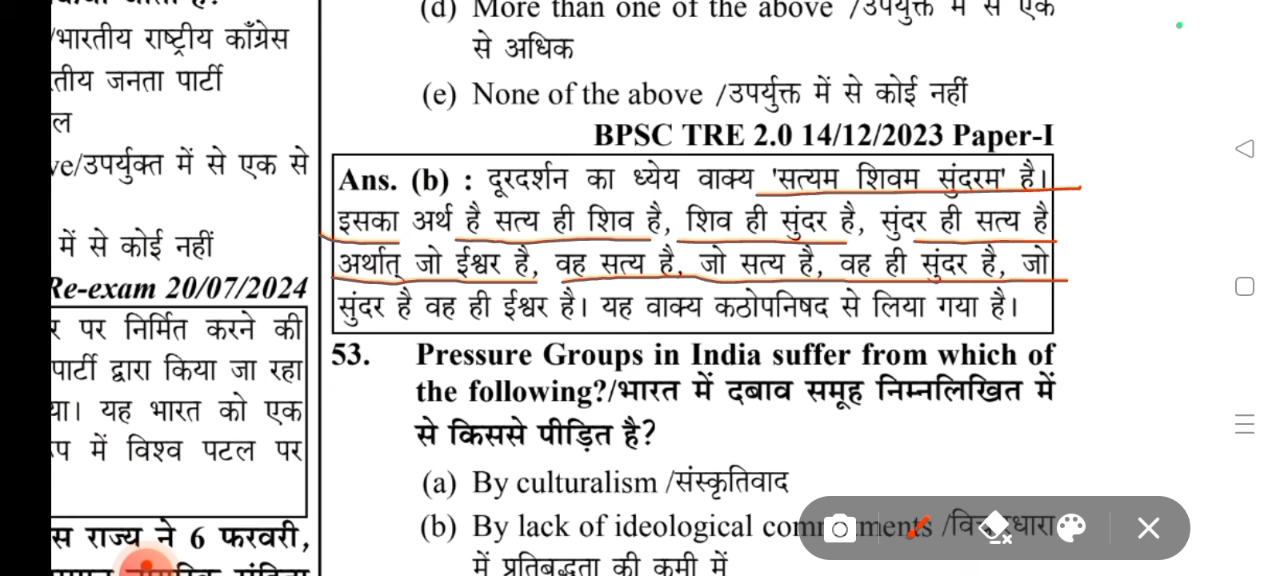 /भारतीय राष्ट्रीय काँग्रेस
जनता पार्टी
/उपर्युक्त में से एक से
में से कोई नहीं
Re-exam 20/07/2024
पर निर्मित करने की
पार्टी द्वारा किया जा रहा
था। यह भारत को एक
में विश्व पटल पर
राज्य ने 6 फरवरी,
(d) More than one of the above /उपर्युक्त में से एक
से अधिक
(e) None of the above /उपर्युक्त में से कोई नहीं
BPSC TRE 2.0 14/12/2023 Paper-I
Ans. (b) : दूरदर्शन का ध्येय वाक्य 'सत्यम शिवम सुंदरम' है।
इसका अर्थ है सत्य ही शिव है, शिव ही सुंदर है, सुंदर ही सत्य है
अर्थात् जो ईश्वर है, वह सत्य है, जो सत्य है, वह ही सुंदर है, जो
सुंदर है वह ही ईश्वर है। यह वाक्य कठोपनिषद से लिया गया है।
53. Pressure Groups in India suffer from which of
the following?/भारत में दबाव समूह निम्नलिखित में
से किससे पीड़ित है?
(a) By culturalism /संस्कृतिवाद
(b) By lack of ideological commitments /विचारधारा
में प्रतिबद्धता की कमी में